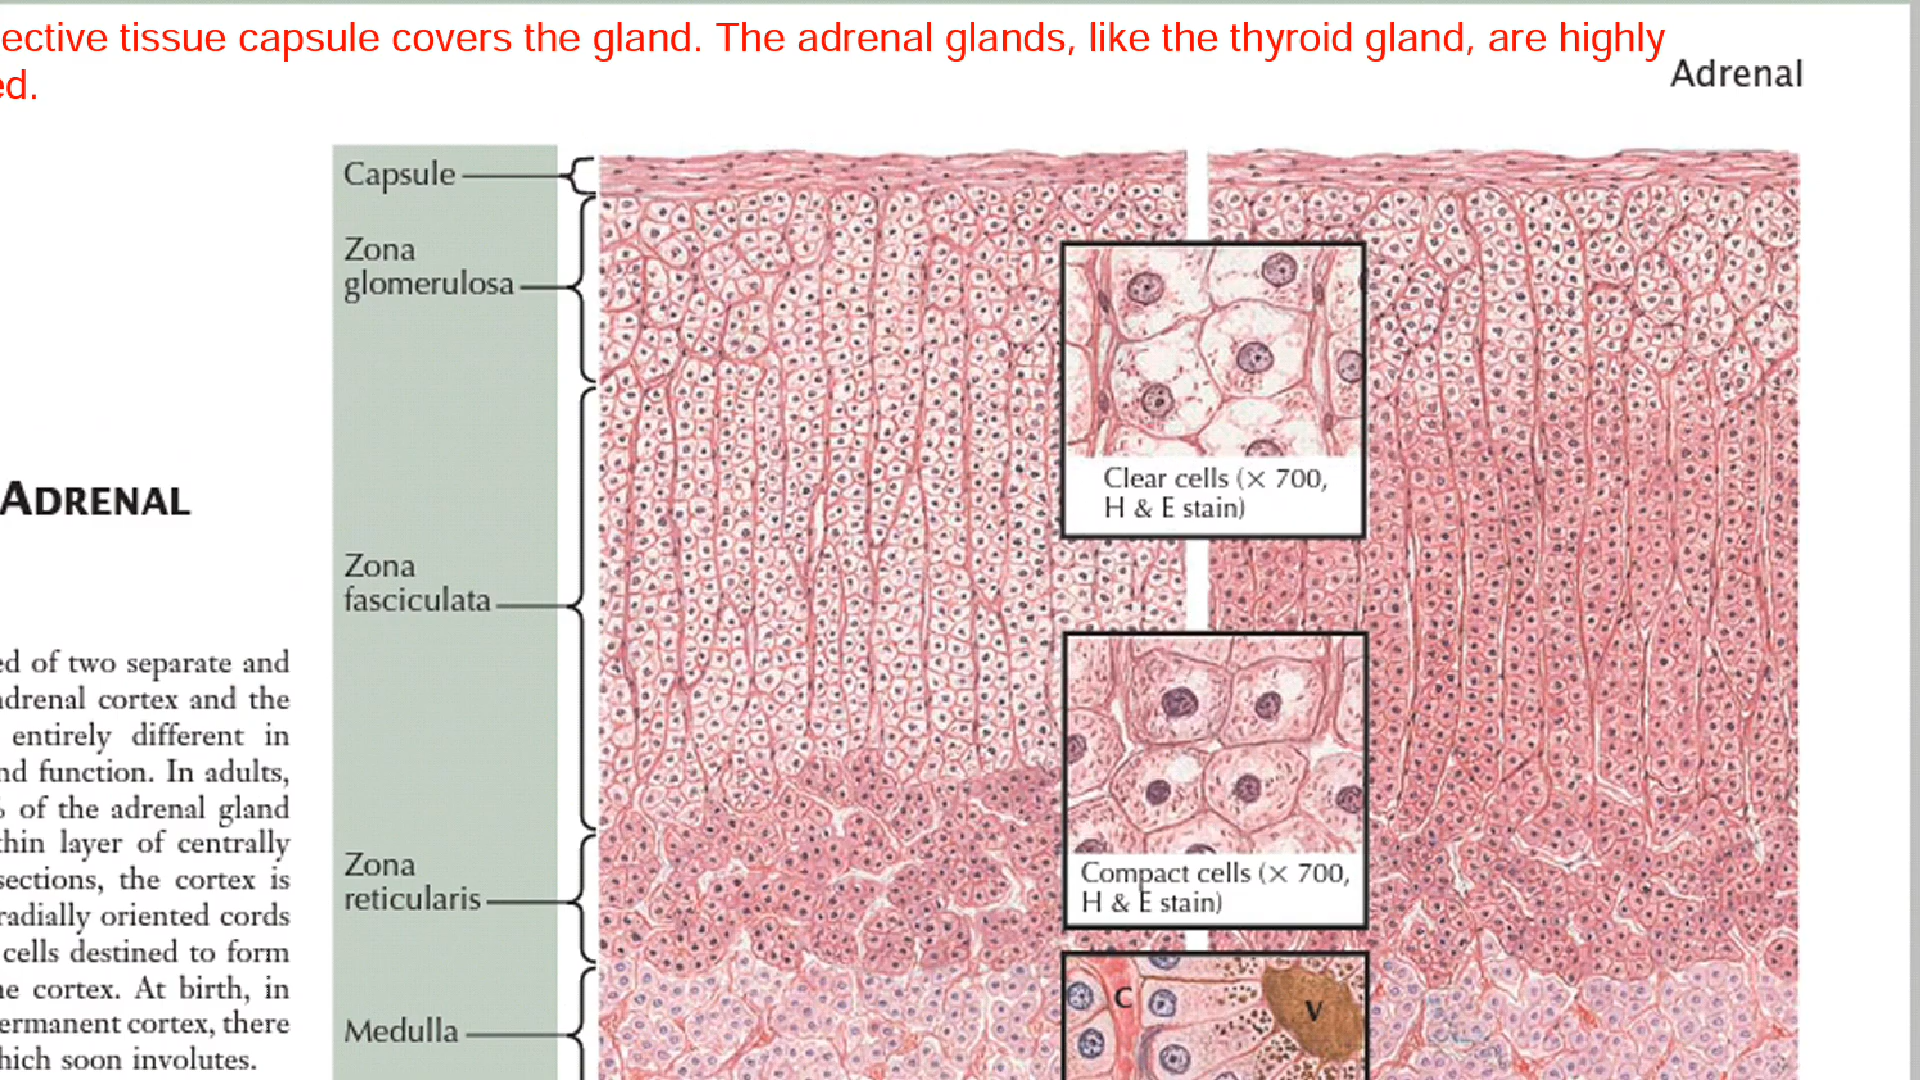 ective tissue capsule covers the gland. The adrenal glands, like the thyroid gland, are highly
ed.
Adrenal
Capsule
Zona
glomerulosa
Clear cells (× 700,
H & E stain)
ADRENAL
Zona
fasciculata
ed of two separate and
adrenal cortex and the
entirely different in
nd function. In adults,
% of the adrenal gland
thin layer of centrally
sections, the cortex is
radially oriented cords
cells destined to form
he cortex. At birth, in
ermanent cortex, there
hich soon involutes.
Compact cells (× 700,
H & E stain)
Zona
reticularis
C
V
Medulla